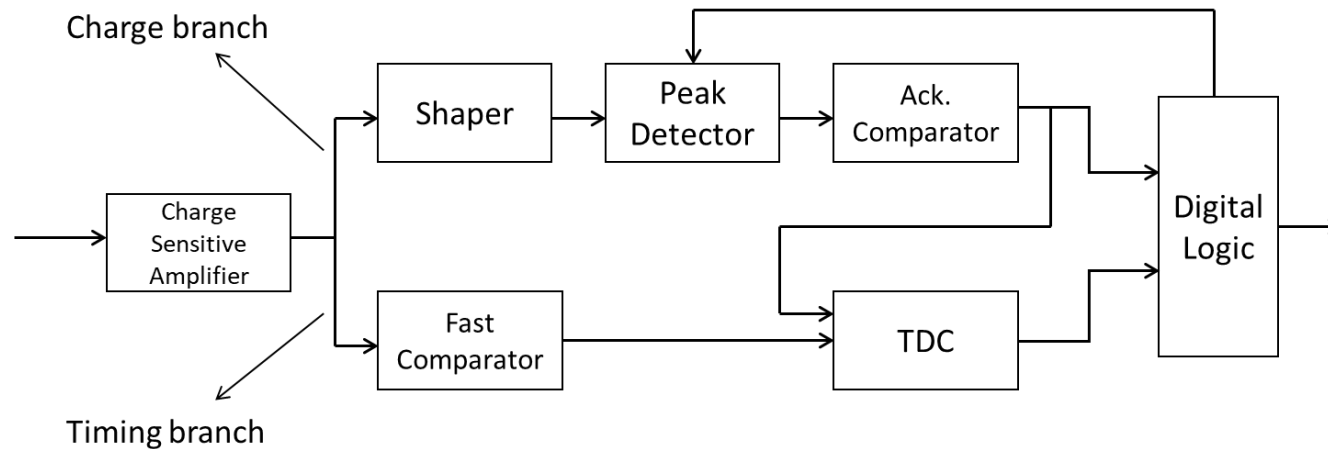 Charge branch
Shaper
Peak
Detector
Ack.
Comparator
Charge
Sensitive
Amplifier
Digital
Logic
Fast
Comparator
TDC
Timing branch